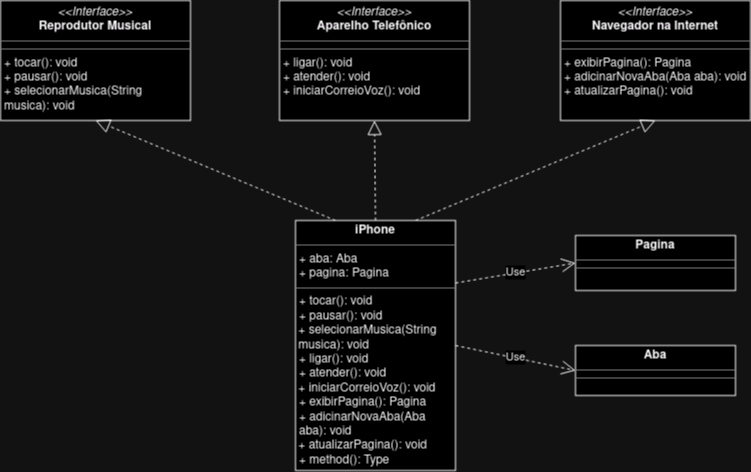 <<Interface>>
Reprodutor Musical
+ tocar(): void
+ pausar(): void
+ selecionarMusica(String
musica): void
<<Interface>>
Aparelho Telefônico
+ ligar(): void
+ atender(): void
+ iniciarCorreioVoz(): void
<<Interface>>
Navegador na Internet
+ exibirPagina(): Pagina
+ adicinarNovaAba(Aba aba): void
+ atualizarPagina(): void
iPhone
+ aba: Aba
+ pagina: Pagina
+ tocar(): void
+ pausar(): void
+ selecionarMusica(String
musica): void
+ ligar(): void
+ atender(): void
+ iniciarCorreioVoz(): void
+ exibirPagina(): Pagina
+ adicinarNovaAba(Aba
aba): void
+ atualizarPagina(): void
+ method(): Type
Use
Pagina
Use
Aba